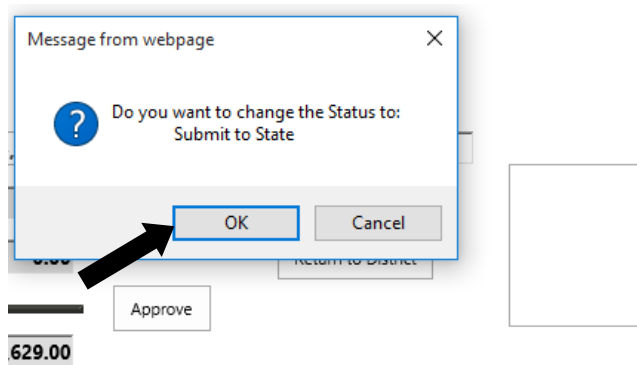 Message from webpage
Do you want to change the Status to:
Submit to State
OK
Cancel
0.00
Return to District
Approve
629.00